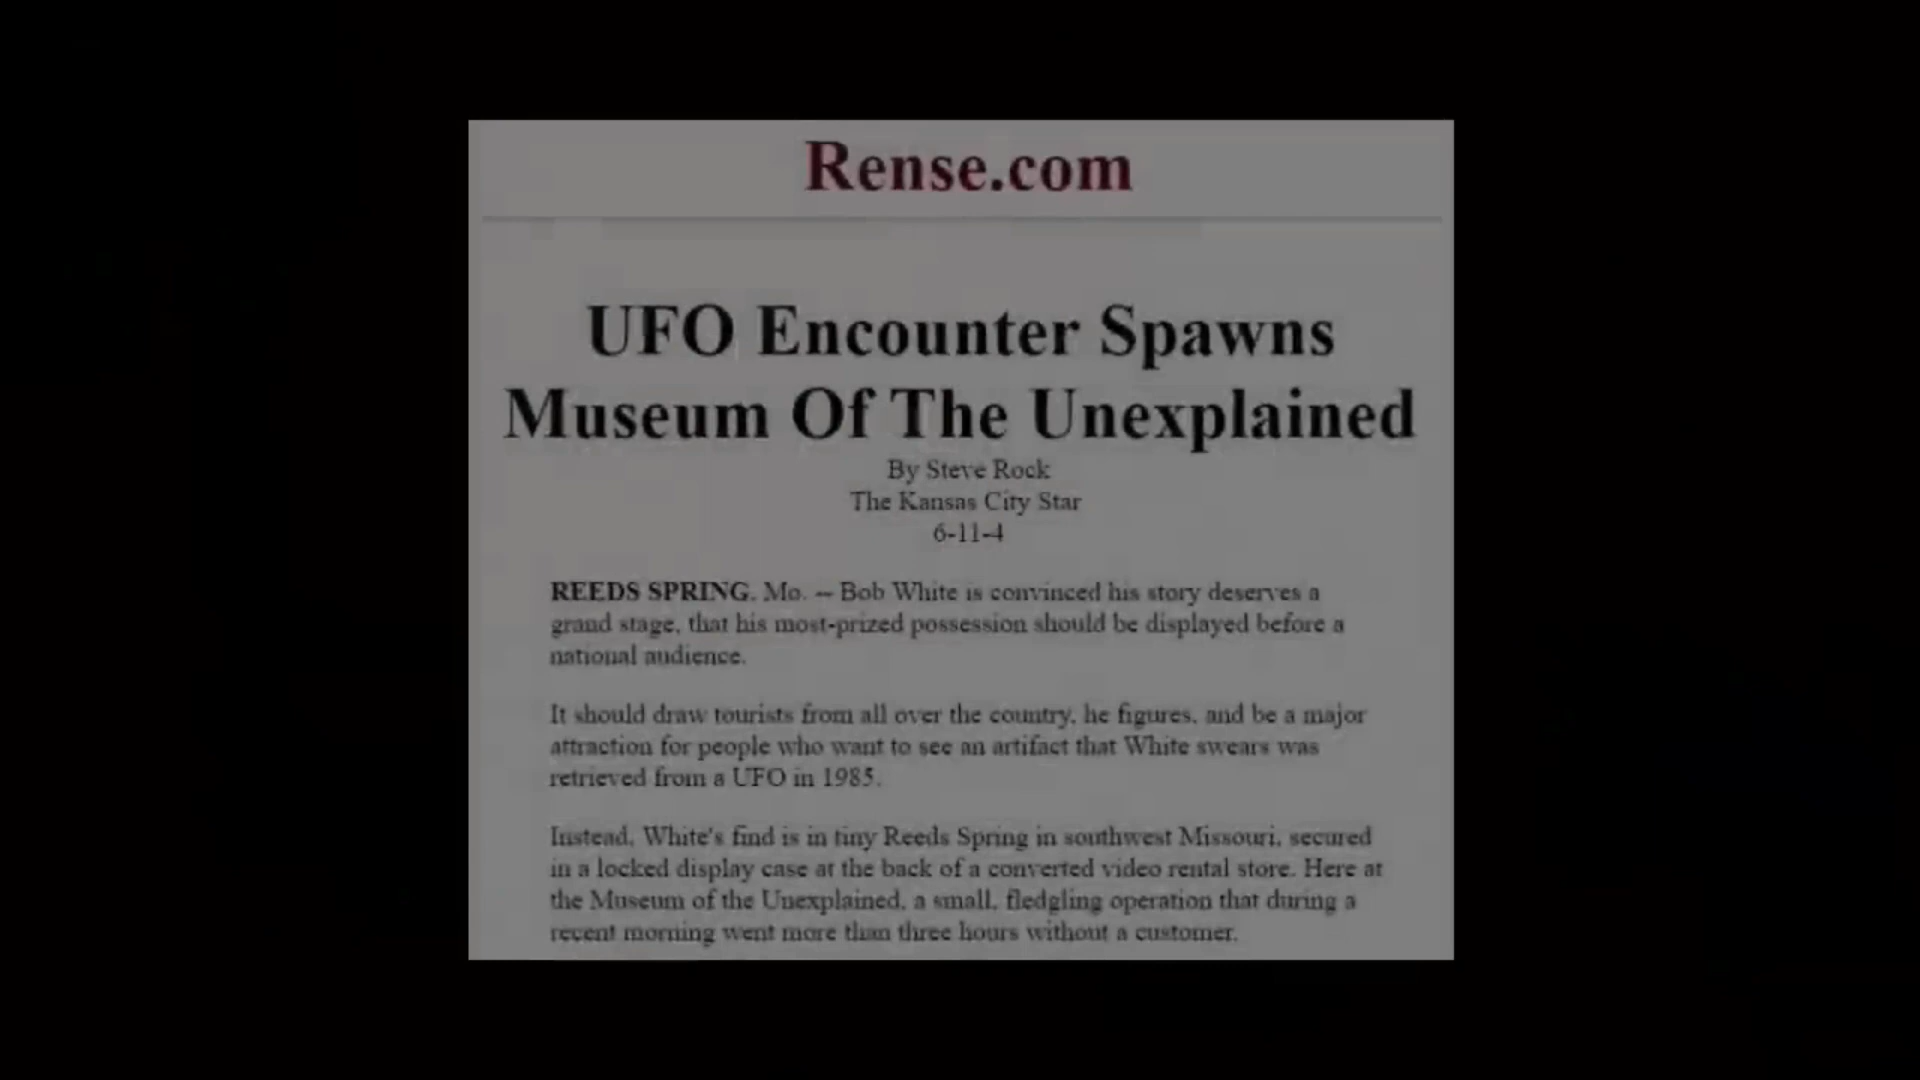 Rense.com
UFO Encounter Spawns
Museum Of The Unexplained
By Steve Rock
The Kansas City Star
6-11-4
REEDS SPRING, Mo. -- Bob White is convinced his story deserves a
grand stage, that his most-prized possession should be displayed before a
national audience.
It should draw tourists from all over the country, he figures, and be a major
attraction for people who want to see an artifact that White swears was
retrieved from a UFO in 1985.
Instead, White's find is in tiny Reeds Spring in southwest Missouri, secured
in a locked display case at the back of a converted video rental store. Here at
the Museum of the Unexplained, a small, fledgling operation that during a
recent morning went more than three hours without a customer.